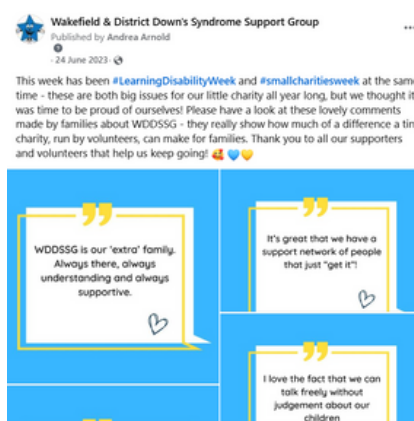 Wakefield & District Down's Syndrome Support Group
Published by Andrea Arnold
· 24 June 2023 ·
This week has been #LearningDisabilityWeek and #smallcharitiesweek at the same
time - these are both big issues for our little charity all year long, but we thought it
was time to be proud of ourselves! Please have a look at these lovely comments
made by families about WDDSSG - they really show how much of a difference a tin
charity, run by volunteers, can make for families. Thank you to all our supporters
and volunteers that help us keep going! 🥰 💙💛
WDDSSG is our 'extra' family.
Always there, always
understanding and always
supportive.
It's great that we have a
support network of people
that just "get it"!
I love the fact that we can
talk freely without
judgement about our
children